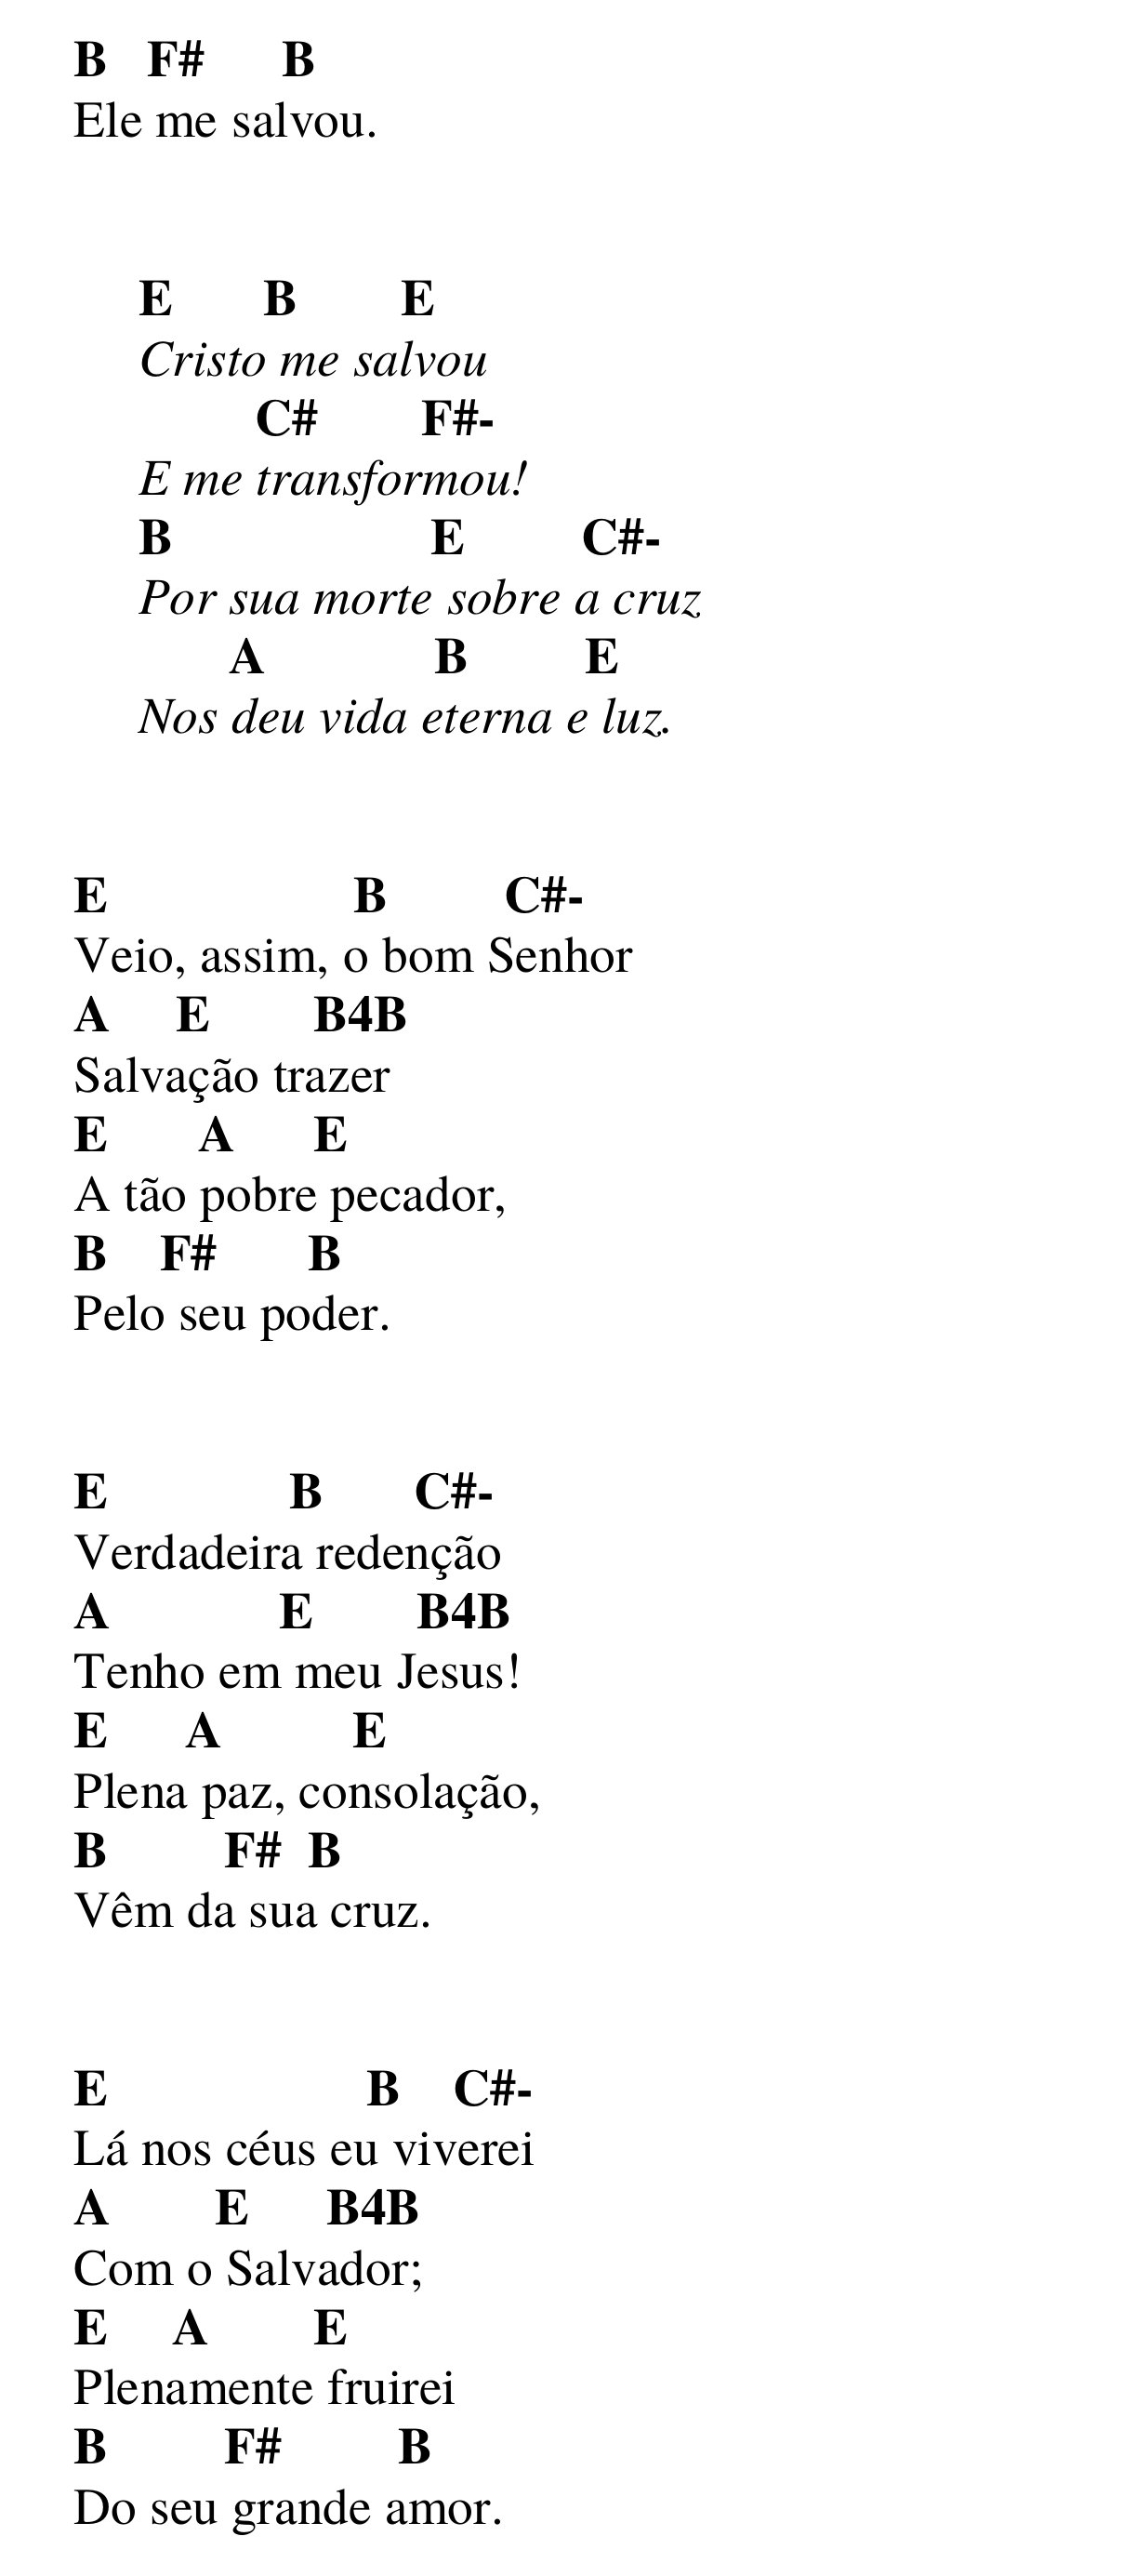 B F# B
Ele me salvou.
E B E
Cristo me salvou
C# F#-
E me transformou!
B E C#-
Por sua morte sobre a cruz
A B E
Nos deu vida eterna e luz.
E B C#-
Veio, assim, o bom Senhor
A E B4B
Salvação trazer
E A E
A tão pobre pecador,
B F# B
Pelo seu poder.
E B C#-
Verdadeira redenção
A E B4B
Tenho em meu Jesus!
E A E
Plena paz, consolação,
B F# B
Vêm da sua cruz.
E B C#-
Lá nos céus eu viverei
A E B4B
Com o Salvador;
E A E
Plenamente fruirei
B F# B
Do seu grande amor.